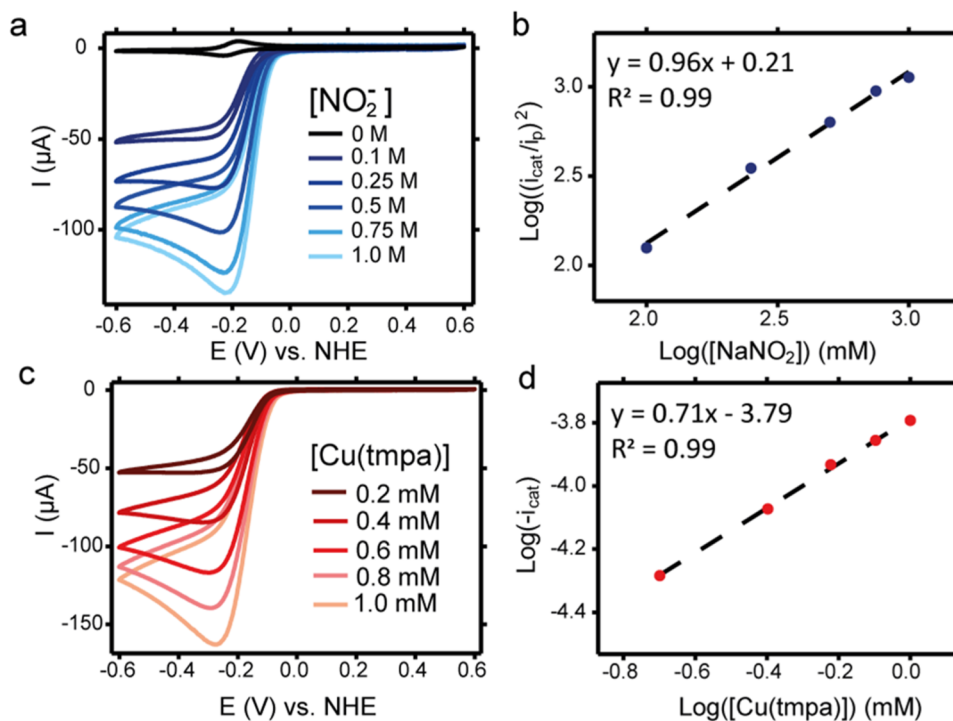 a
0
-50
-100
I (µA)
[NO₂⁻]
0 M
0.1 M
0.25 M
0.5 M
0.75 M
1.0 M
-0.6 -0.4 -0.2 0.0 0.2 0.4 0.6
E (V) vs. NHE
b
y = 0.96x + 0.21
R² = 0.99
3.0
2.5
2.0
Log((i_cat/i_p)²)
2.0 2.5 3.0
Log([NaNO₂]) (mM)
c
0
-50
-100
-150
I (µA)
[Cu(tmpa)]
0.2 mM
0.4 mM
0.6 mM
0.8 mM
1.0 mM
-0.6 -0.4 -0.2 0.0 0.2 0.4 0.6
E (V) vs. NHE
d
y = 0.71x - 3.79
R² = 0.99
-3.8
-4.0
-4.2
-4.4
Log(-i_cat)
-0.8 -0.6 -0.4 -0.2 0.0
Log([Cu(tmpa)]) (mM)